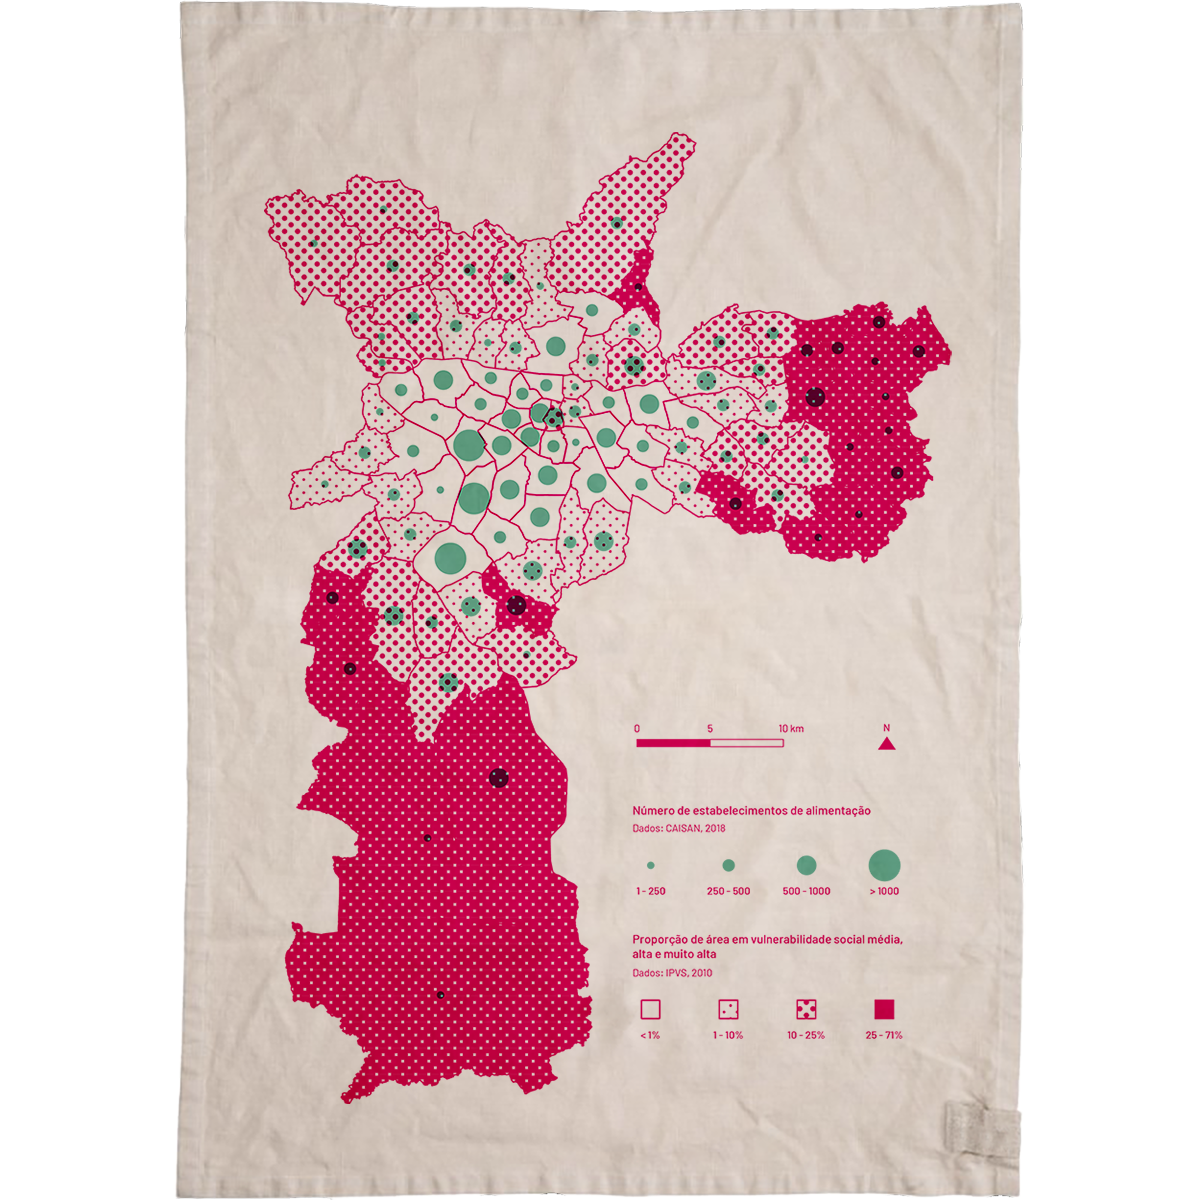 0 5 10 km N
Número de estabelecimentos de alimentação
Dados: CAISAN, 2018
1 - 250 250 - 500 500 - 1000 > 1000
Proporção de área em vulnerabilidade social média,
alta e muito alta
Dados: IPVS, 2010
< 1% 1 - 10% 10 - 25% 25 - 71%